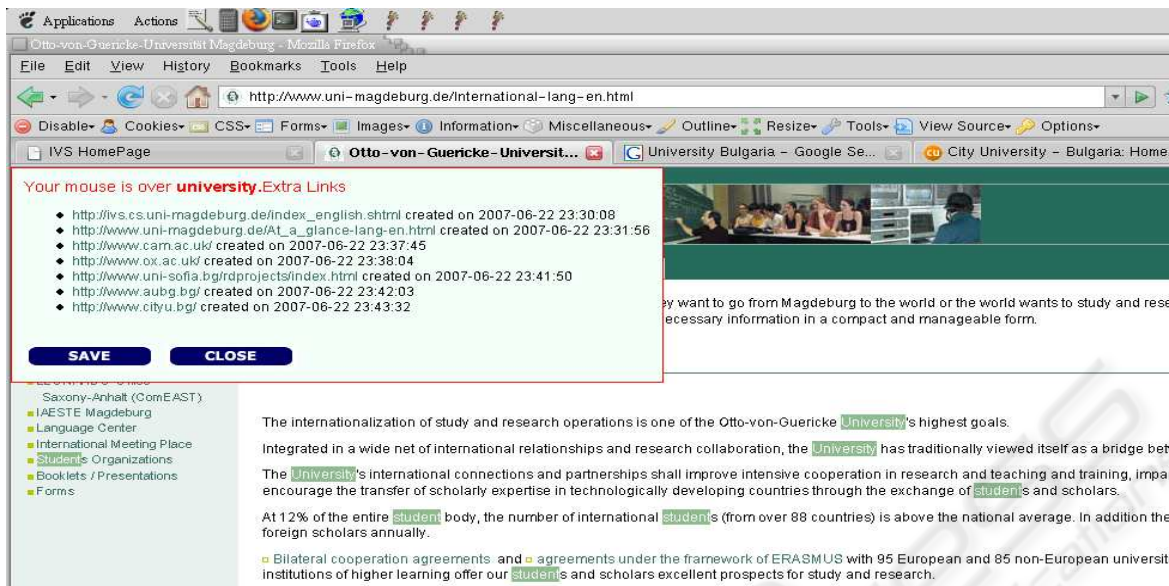 Applications Actions
Otto-von-Guericke-Universität Magdeburg - Mozilla Firefox
File Edit View History Bookmarks Tools Help
http://www.uni-magdeburg.de/International-lang-en.html
Disable Cookies CSS Forms Images Information Miscellaneous Outline Resize Tools View Source Options
IVS HomePage Otto-von-Guericke-Universit... University Bulgaria - Google Se... City University - Bulgaria: Home
Your mouse is over university.Extra Links
http://ivs.cs.uni-magdeburg.de/index_english.shtml created on 2007-06-22 23:30:08
http://www.uni-magdeburg.de/At_a_glance-lang-en.html created on 2007-06-22 23:31:56
http://www.cam.ac.uk/ created on 2007-06-22 23:37:45
http://www.ox.ac.uk/ created on 2007-06-22 23:38:04
http://www.uni-sofia.bg/rdprojects/index.html created on 2007-06-22 23:41:50
http://www.aubg.bg/ created on 2007-06-22 23:42:03
http://www.cityu.bg/ created on 2007-06-22 23:43:32
SAVE CLOSE
ey want to go from Magdeburg to the world or the world wants to study and rese
ecessary information in a compact and manageable form.
Saxony-Anhalt (ComEAST)
IAESTE Magdeburg
Language Center
International Meeting Place
Students Organizations
Booklets / Presentations
Forms
The internationalization of study and research operations is one of the Otto-von-Guericke University's highest goals.
Integrated in a wide net of international relationships and research collaboration, the University has traditionally viewed itself as a bridge bet
The University's international connections and partnerships shall improve intensive cooperation in research and teaching and training, impa
encourage the transfer of scholarly expertise in technologically developing countries through the exchange of students and scholars.
At 12% of the entire student body, the number of international students (from over 88 countries) is above the national average. In addition the
foreign scholars annually.
Bilateral cooperation agreements and agreements under the framework of ERASMUS with 95 European and 85 non-European universit
institutions of higher learning offer our students and scholars excellent prospects for study and research.